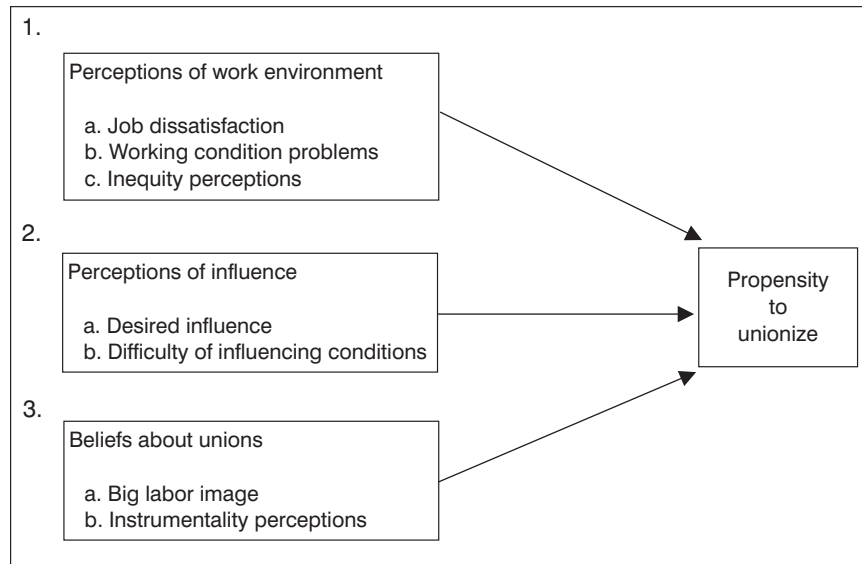 1.
Perceptions of work environment
a. Job dissatisfaction
b. Working condition problems
c. Inequity perceptions
2.
Perceptions of influence
a. Desired influence
b. Difficulty of influencing conditions
3.
Beliefs about unions
a. Big labor image
b. Instrumentality perceptions
Propensity
to
unionize